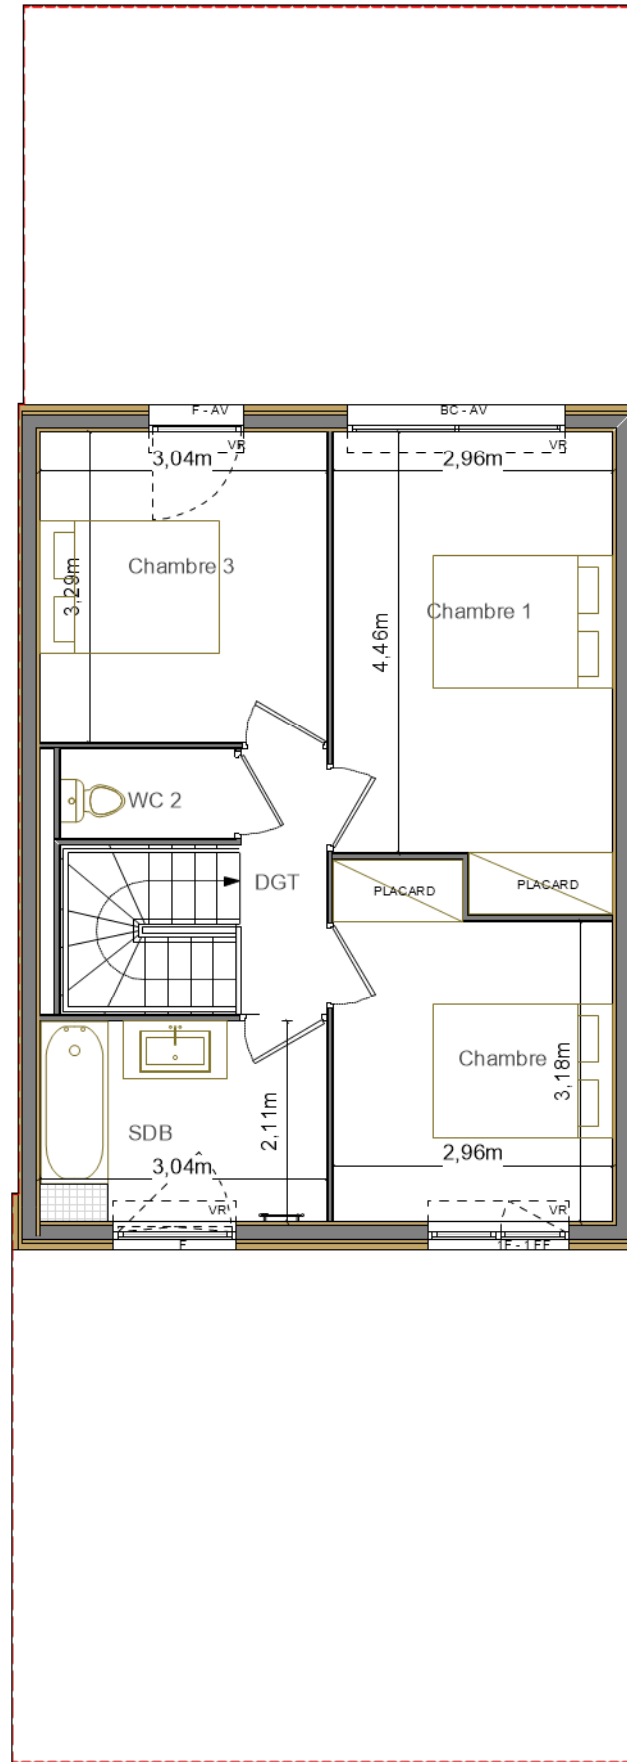 F - AV
BC - AV
VR
VR
3,04m
2,96m
Chambre 3
3,29m
Chambre 1
4,46m
WC 2
DGT
PLACARD
PLACARD
Chambre
3,18m
2,11m
SDB
2,96m
3,04m
VR
VR
F
1F - 1FF